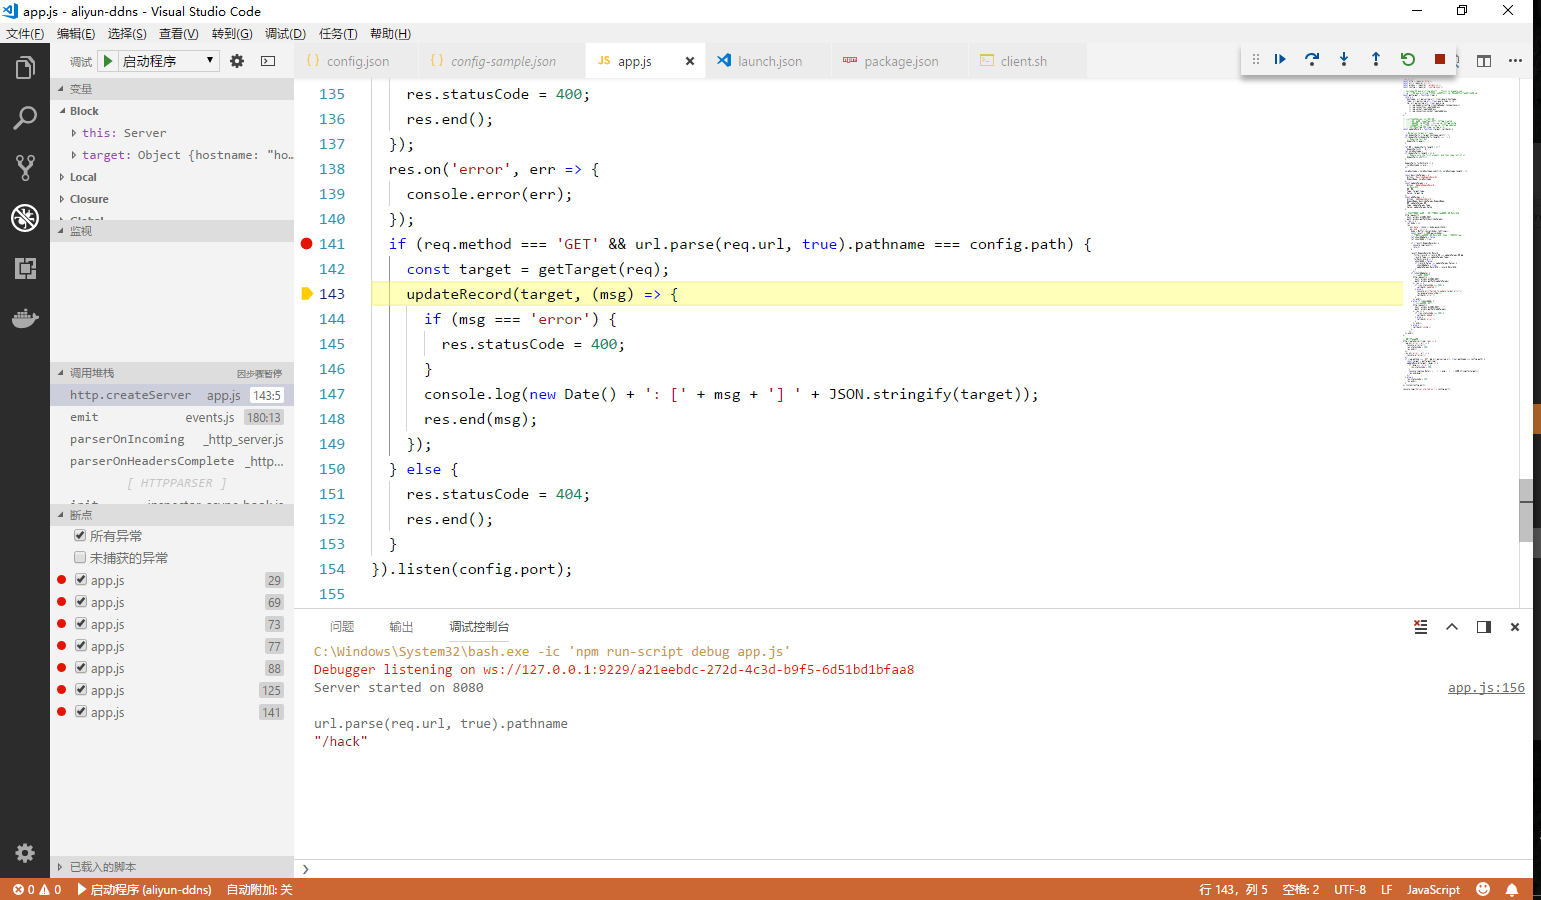 app.js - aliyun-ddns - Visual Studio Code
文件(F) 编辑(E) 选择(S) 查看(V) 转到(G) 调试(D) 任务(T) 帮助(H)
调试 启动程序
{} config.json {} config-sample.json JS app.js launch.json package.json client.sh
变量
Block
this: Server
target: Object {hostname: "ho…
Local
Closure
Global
监视
调用堆栈 因步骤暂停
http.createServer app.js 143:5
emit events.js 180:13
parserOnIncoming _http_server.js
parserOnHeadersComplete _http…
[ HTTPPARSER ]
init inspector_async_hook.js
断点
所有异常
未捕获的异常
app.js 29
app.js 69
app.js 73
app.js 77
app.js 88
app.js 125
app.js 141
已载入的脚本
135 res.statusCode = 400;
136 res.end();
137 });
138 res.on('error', err => {
139 console.error(err);
140 });
141 if (req.method === 'GET' && url.parse(req.url, true).pathname === config.path) {
142 const target = getTarget(req);
143 updateRecord(target, (msg) => {
144 if (msg === 'error') {
145 res.statusCode = 400;
146 }
147 console.log(new Date() + ': [' + msg + '] ' + JSON.stringify(target));
148 res.end(msg);
149 });
150 } else {
151 res.statusCode = 404;
152 res.end();
153 }
154 }).listen(config.port);
155
问题 输出 调试控制台
C:\Windows\System32\bash.exe -ic 'npm run-script debug app.js'
Debugger listening on ws://127.0.0.1:9229/a21eebdc-272d-4c3d-b9f5-6d51bd1bfaa8
Server started on 8080 app.js:156
url.parse(req.url, true).pathname
"/hack"
0 0 启动程序 (aliyun-ddns) 自动附加: 关 行 143，列 5 空格: 2 UTF-8 LF JavaScript